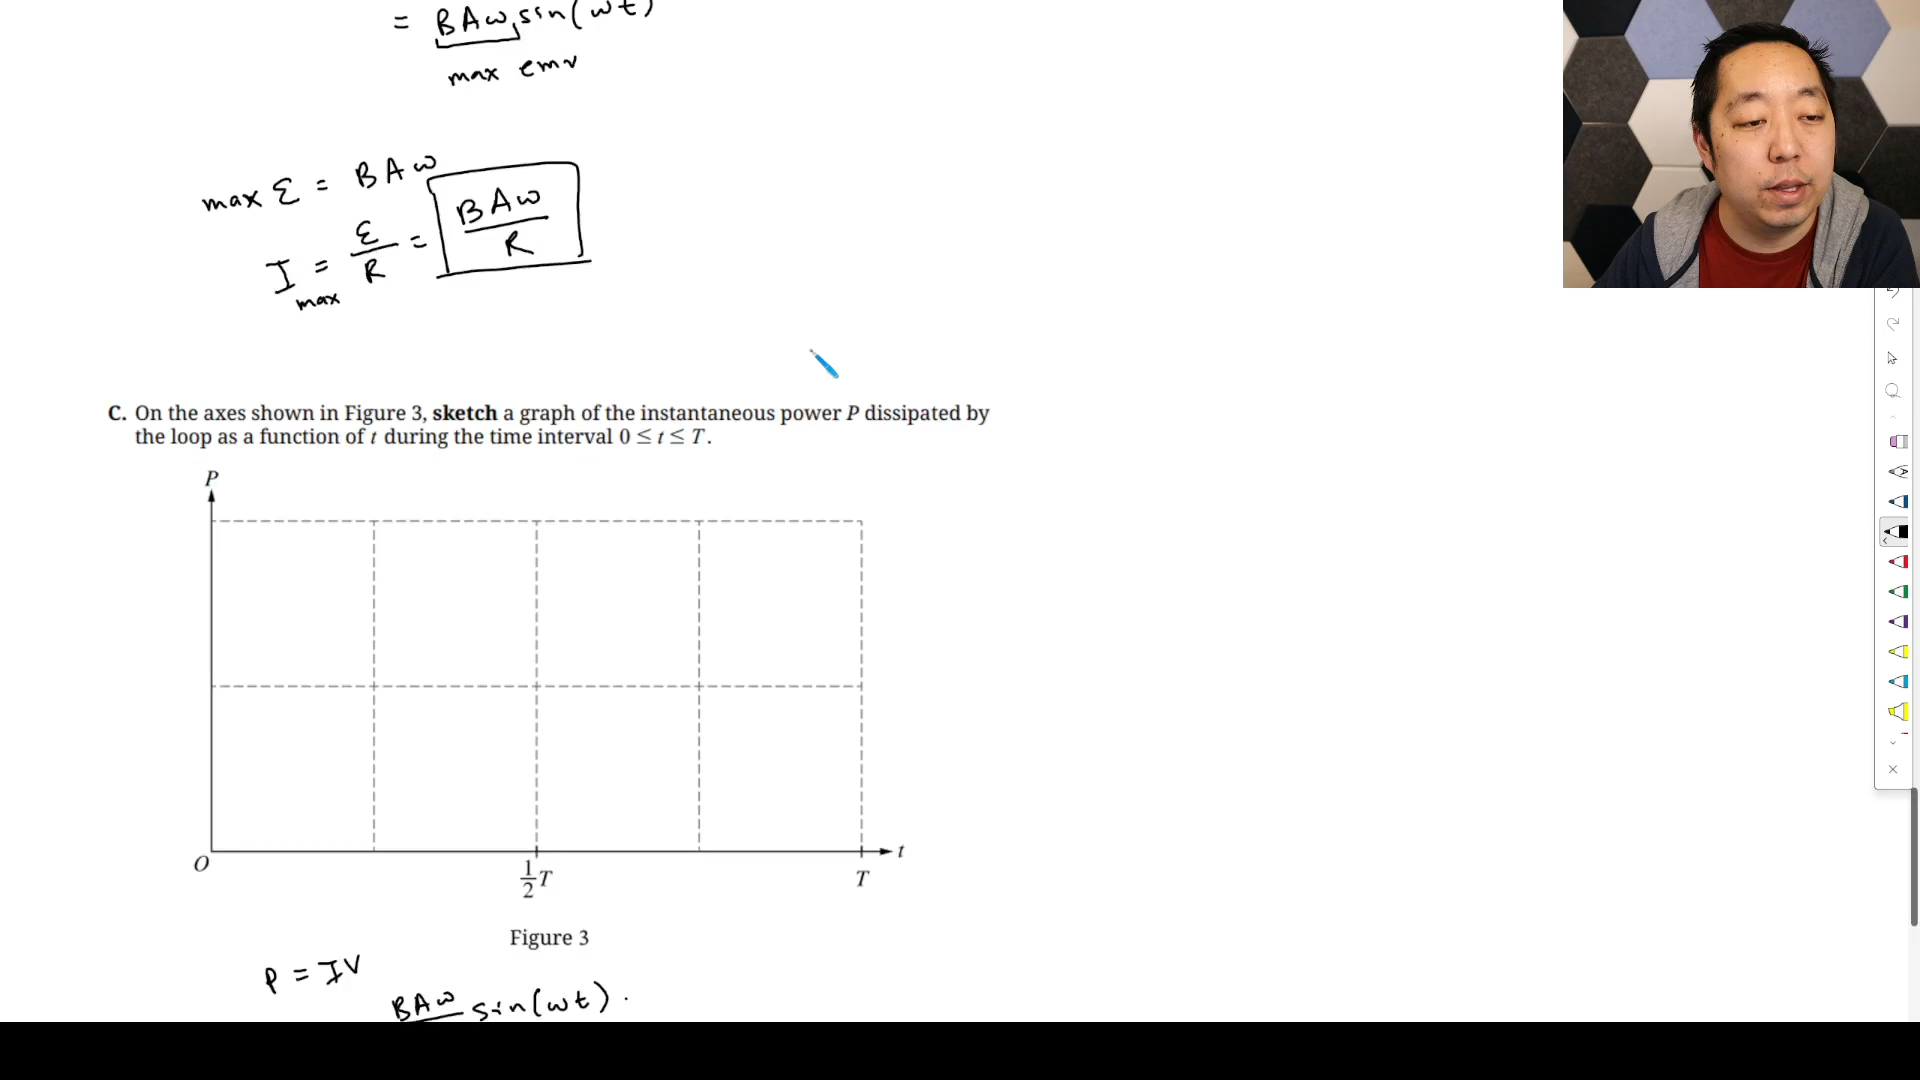 = BAω sin(ωt)
max emv
max Ɛ = BAω
I max = Ɛ/R = BAω/R
C. On the axes shown in Figure 3, sketch a graph of the instantaneous power P dissipated by
the loop as a function of t during the time interval 0 ≤ t ≤ T.
P
O
1/2 T
T
t
Figure 3
P = IV
BAω sin(ωt) ·